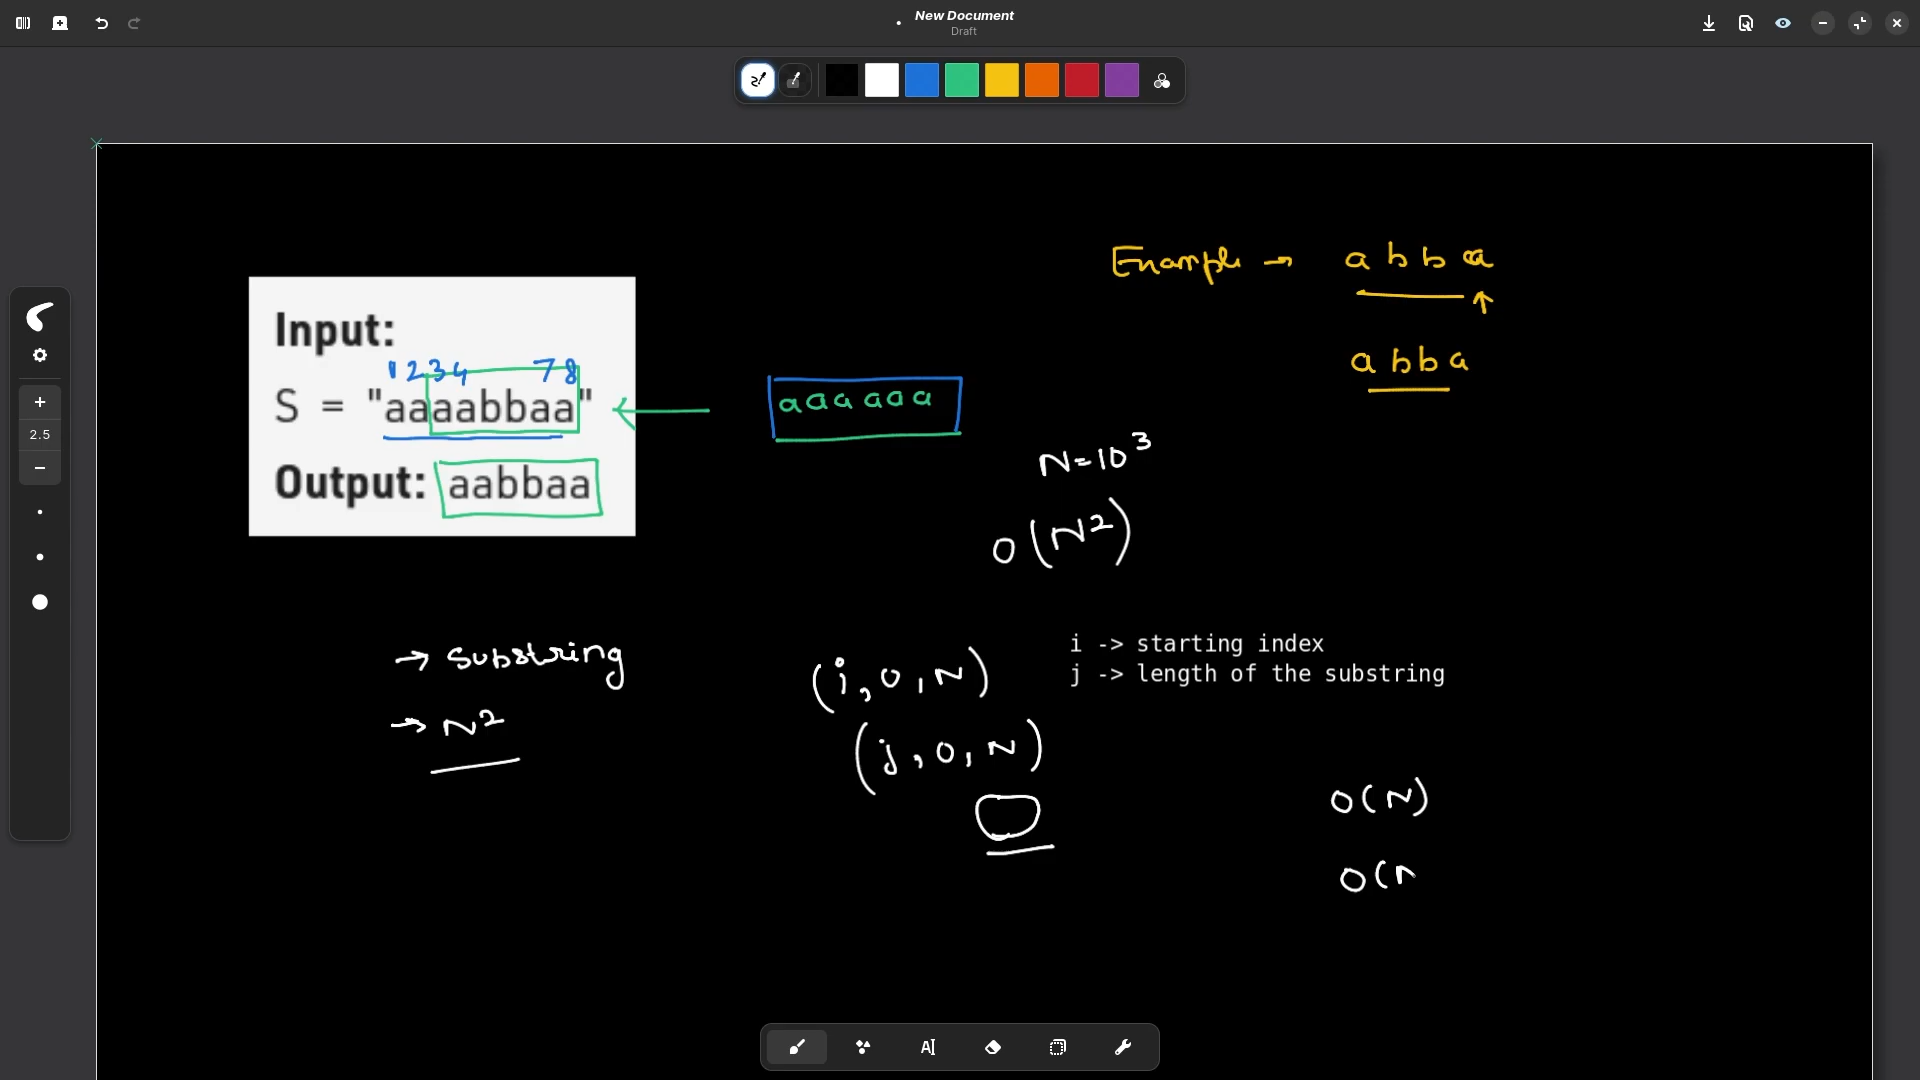 New Document
Draft
2.5
Input:
1 2 3 4 7 8
S = "aaaabbaa"
Output: aabbaa
a a a a a a
Example → a b b a
a b b a
N=10³
O(N²)
→ Substring
→ N²
(i, 0, N)
(j, 0, N)
i -> starting index
j -> length of the substring
O(N)
O(N